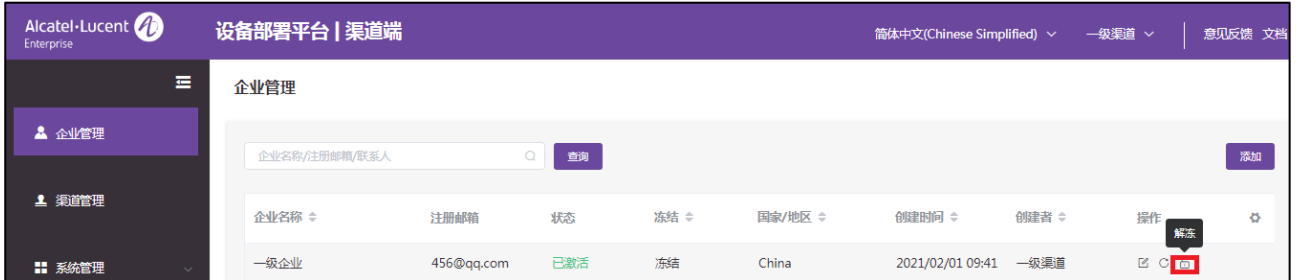 Alcatel·Lucent
Enterprise
设备部署平台 | 渠道端
简体中文(Chinese Simplified) 一级渠道 意见反馈 文档
企业管理
企业管理
企业名称/注册邮箱/联系人 查询 添加
渠道管理
企业名称 注册邮箱 状态 冻结 国家/地区 创建时间 创建者 操作
解冻
系统管理
一级企业 456@qq.com 已激活 冻结 China 2021/02/01 09:41 一级渠道